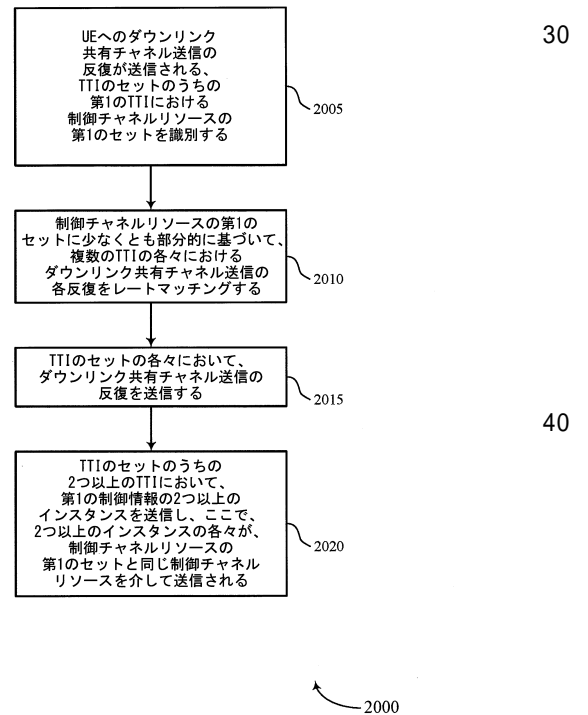 UEへのダウンリンク
共有チャネル送信の
反復が送信される、
TTIのセットのうちの
第1のTTIにおける
制御チャネルリソースの
第1のセットを識別する
2005
30
制御チャネルリソースの第1の
セットに少なくとも部分的に基づいて、
複数のTTIの各々における
ダウンリンク共有チャネル送信の
各反復をレートマッチングする
2010
TTIのセットの各々において、
ダウンリンク共有チャネル送信の
反復を送信する
2015
40
TTIのセットのうちの
2つ以上のTTIにおいて、
第1の制御情報の2つ以上の
インスタンスを送信し、ここで、
2つ以上のインスタンスの各々が、
制御チャネルリソースの
第1のセットと同じ制御チャネル
リソースを介して送信される
2020
2000